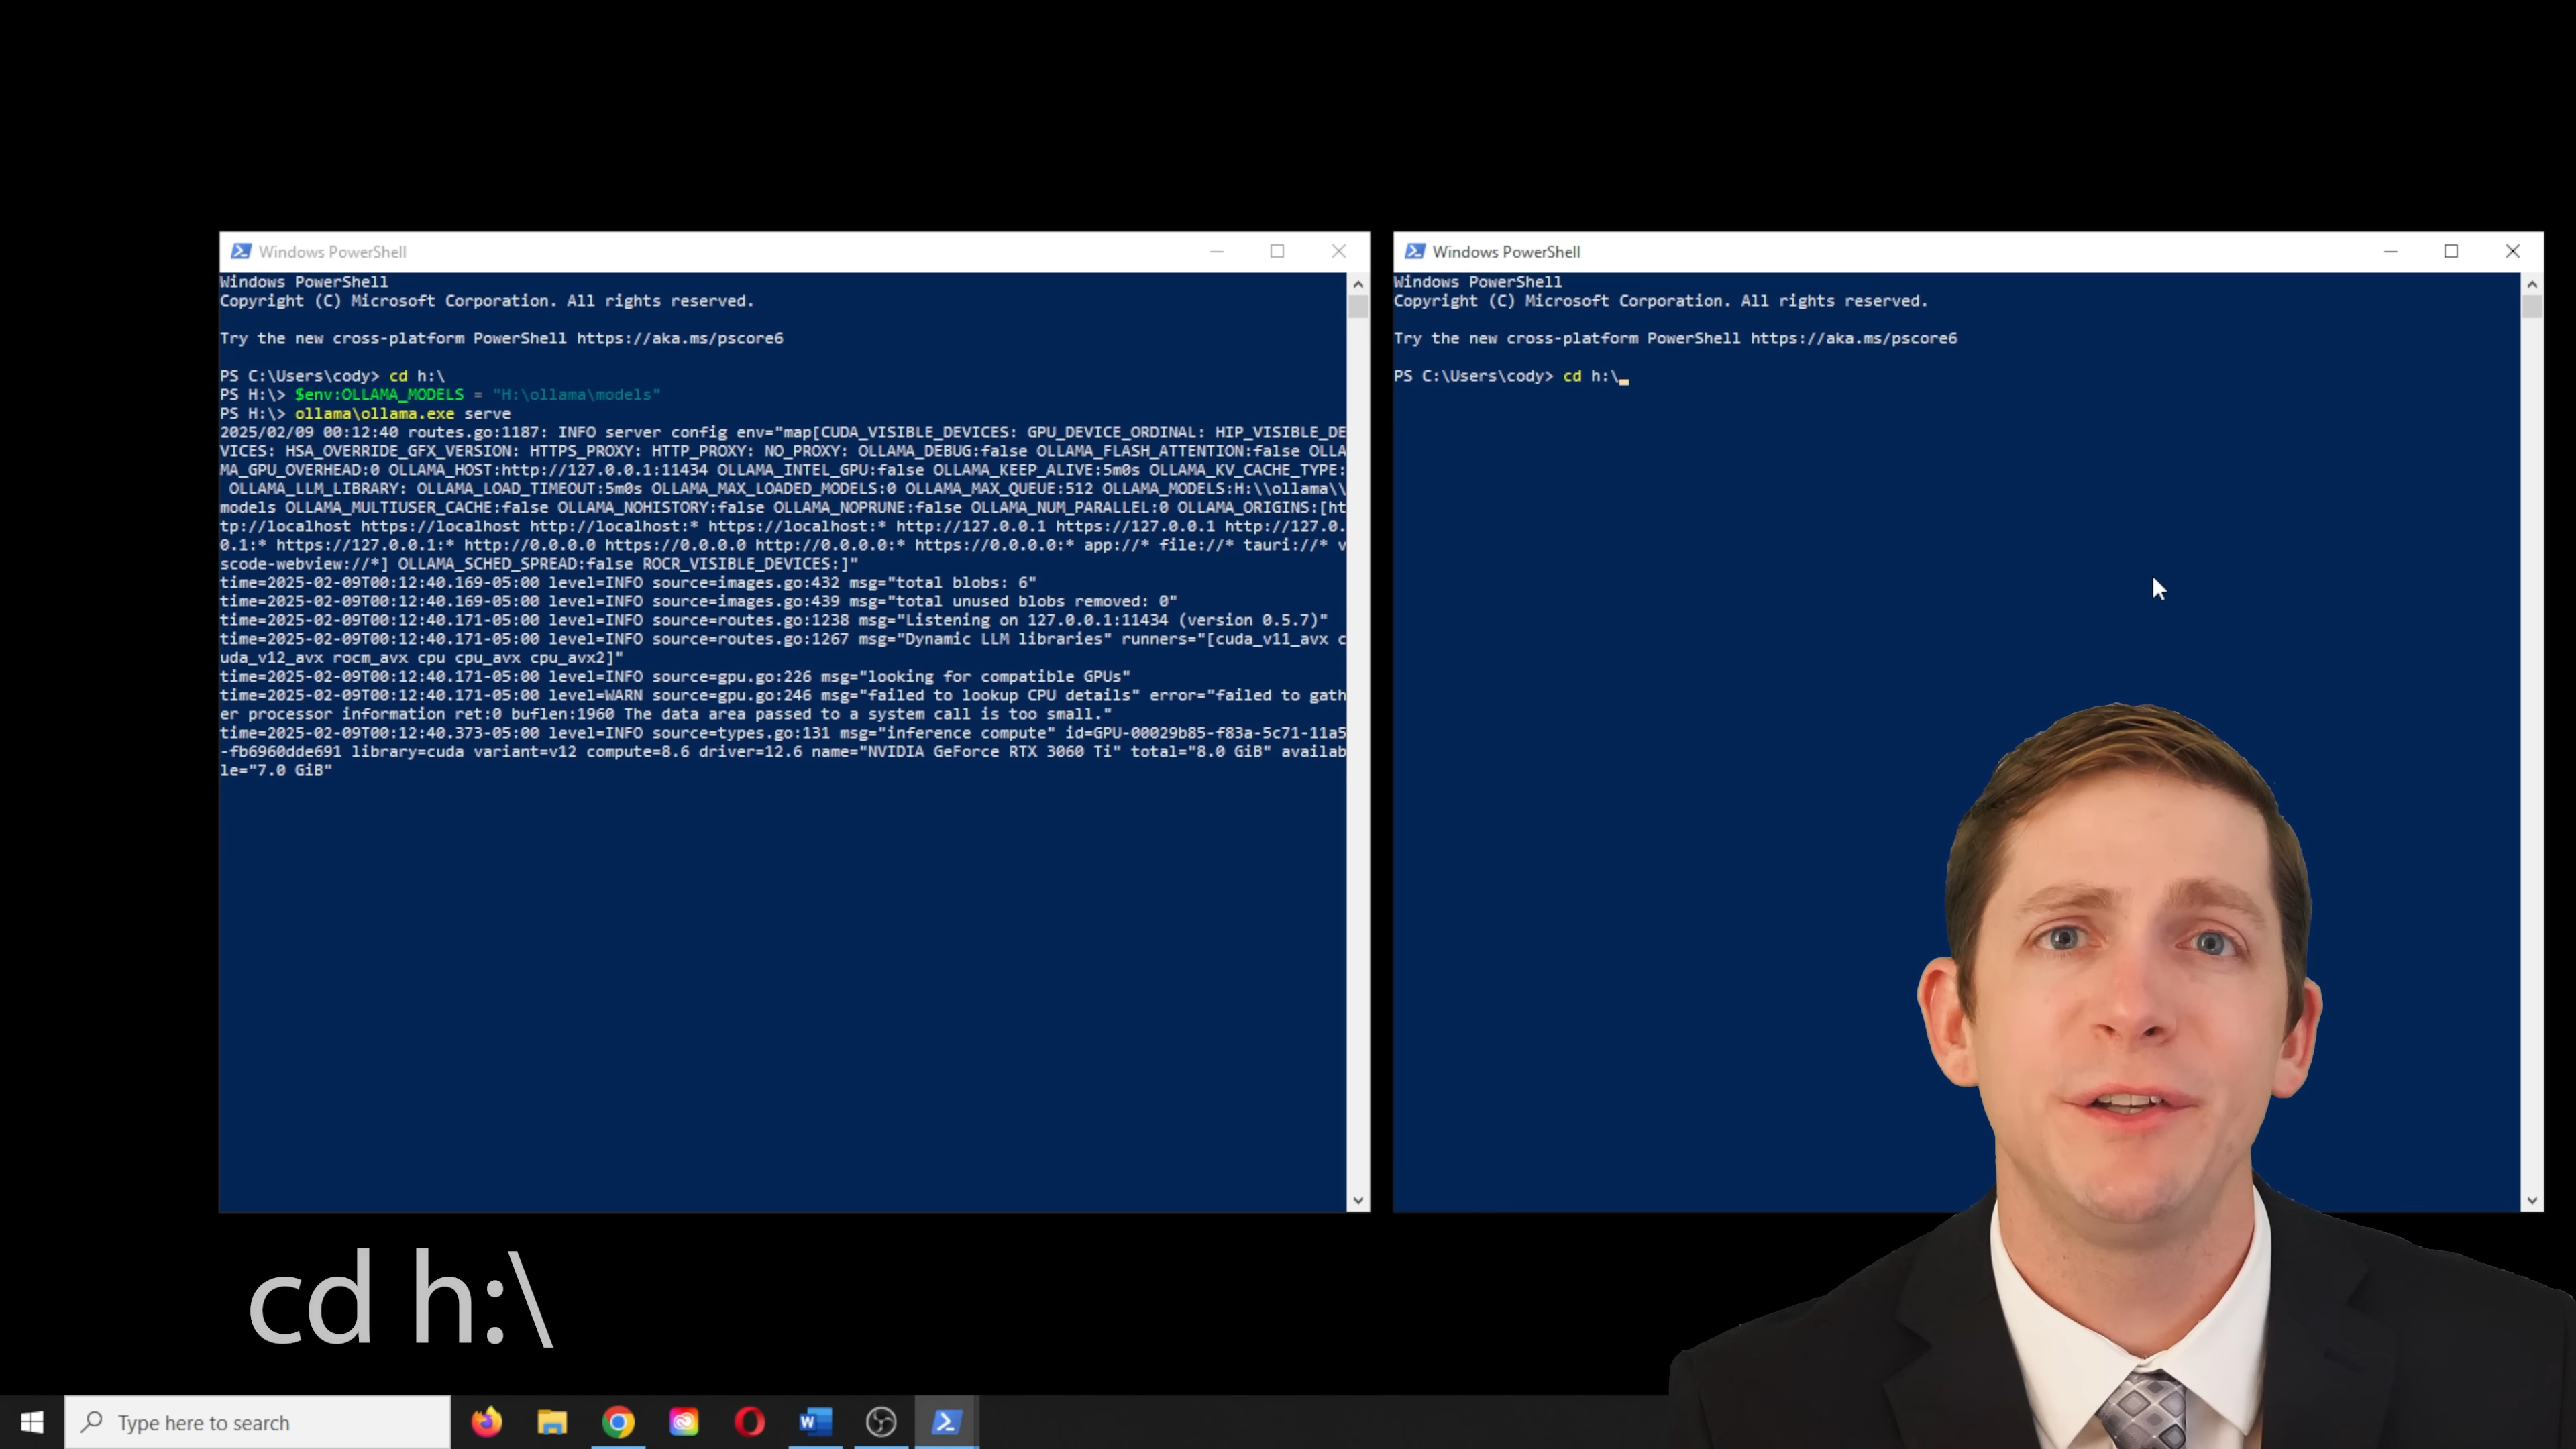 Windows PowerShell
Windows PowerShell
Copyright (C) Microsoft Corporation. All rights reserved.
Try the new cross-platform PowerShell https://aka.ms/pscore6
PS C:\Users\cody> cd h:\
PS H:\> $env:OLLAMA_MODELS = "H:\ollama\models"
PS H:\> ollama\ollama.exe serve
2025/02/09 00:12:40 routes.go:1187: INFO server config env="map[CUDA_VISIBLE_DEVICES: GPU_DEVICE_ORDINAL: HIP_VISIBLE_DE
VICES: HSA_OVERRIDE_GFX_VERSION: HTTPS_PROXY: HTTP_PROXY: NO_PROXY: OLLAMA_DEBUG:false OLLAMA_FLASH_ATTENTION:false OLLA
MA_GPU_OVERHEAD:0 OLLAMA_HOST:http://127.0.0.1:11434 OLLAMA_INTEL_GPU:false OLLAMA_KEEP_ALIVE:5m0s OLLAMA_KV_CACHE_TYPE:
OLLAMA_LLM_LIBRARY: OLLAMA_LOAD_TIMEOUT:5m0s OLLAMA_MAX_LOADED_MODELS:0 OLLAMA_MAX_QUEUE:512 OLLAMA_MODELS:H:\\ollama\\
models OLLAMA_MULTIUSER_CACHE:false OLLAMA_NOHISTORY:false OLLAMA_NOPRUNE:false OLLAMA_NUM_PARALLEL:0 OLLAMA_ORIGINS:[ht
tp://localhost https://localhost http://localhost:* https://localhost:* http://127.0.0.1 https://127.0.0.1 http://127.0.
0.1:* https://127.0.0.1:* http://0.0.0.0 https://0.0.0.0 http://0.0.0.0:* https://0.0.0.0:* app://* file://* tauri://* v
scode-webview://*] OLLAMA_SCHED_SPREAD:false ROCR_VISIBLE_DEVICES:]"
time=2025-02-09T00:12:40.169-05:00 level=INFO source=images.go:432 msg="total blobs: 6"
time=2025-02-09T00:12:40.169-05:00 level=INFO source=images.go:439 msg="total unused blobs removed: 0"
time=2025-02-09T00:12:40.171-05:00 level=INFO source=routes.go:1238 msg="Listening on 127.0.0.1:11434 (version 0.5.7)"
time=2025-02-09T00:12:40.171-05:00 level=INFO source=routes.go:1267 msg="Dynamic LLM libraries" runners="[cuda_v11_avx c
uda_v12_avx rocm_avx cpu cpu_avx cpu_avx2]"
time=2025-02-09T00:12:40.171-05:00 level=INFO source=gpu.go:226 msg="looking for compatible GPUs"
time=2025-02-09T00:12:40.171-05:00 level=WARN source=gpu.go:246 msg="failed to lookup CPU details" error="failed to gath
er processor information ret:0 buflen:1960 The data area passed to a system call is too small."
time=2025-02-09T00:12:40.373-05:00 level=INFO source=types.go:131 msg="inference compute" id=GPU-00029b85-f83a-5c71-11a5
-fb6960dde691 library=cuda variant=v12 compute=8.6 driver=12.6 name="NVIDIA GeForce RTX 3060 Ti" total="8.0 GiB" availab
le="7.0 GiB"
Windows PowerShell
Windows PowerShell
Copyright (C) Microsoft Corporation. All rights reserved.
Try the new cross-platform PowerShell https://aka.ms/pscore6
PS C:\Users\cody> cd h:\
cd h:\
Type here to search